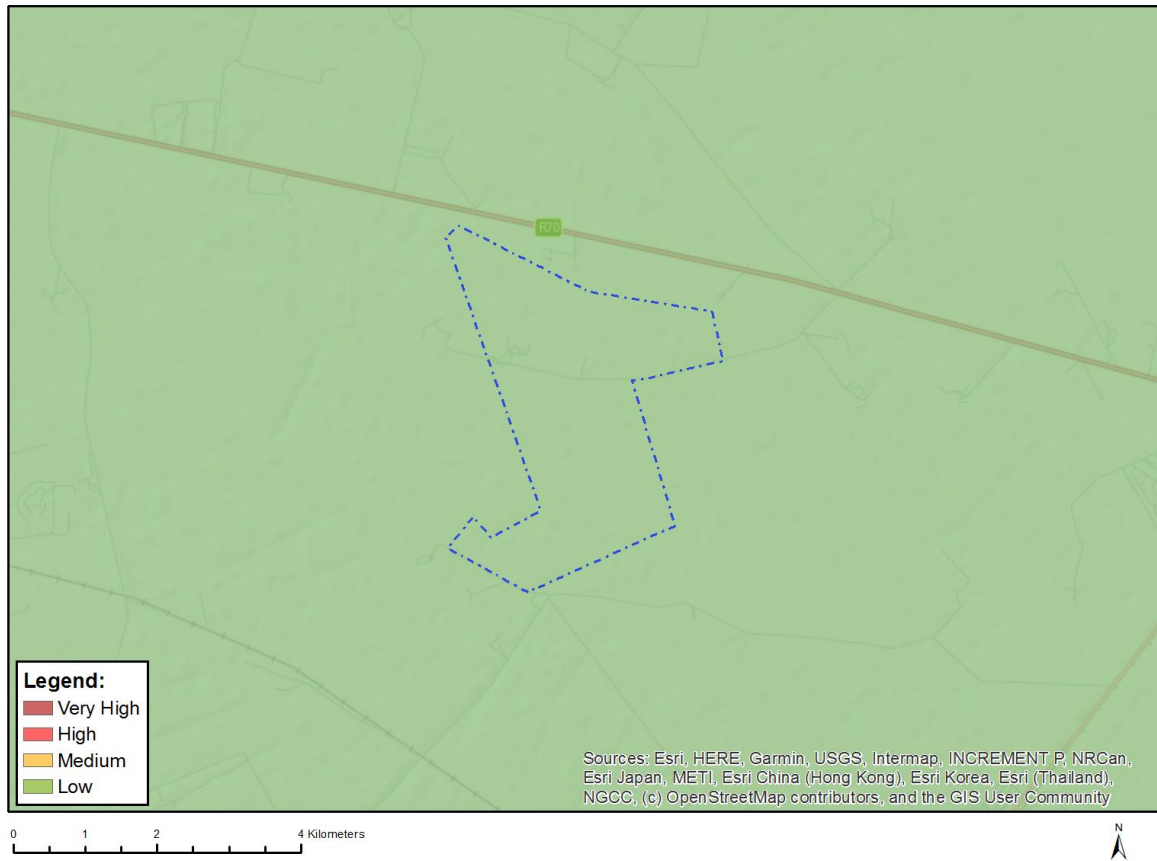 R70
Legend:
Very High
High
Medium
Low
Sources: Esri, HERE, Garmin, USGS, Intermap, INCREMENT P, NRCan,
Esri Japan, METI, Esri China (Hong Kong), Esri Korea, Esri (Thailand),
NGCC, (c) OpenStreetMap contributors, and the GIS User Community
0 1 2 4 Kilometers
N